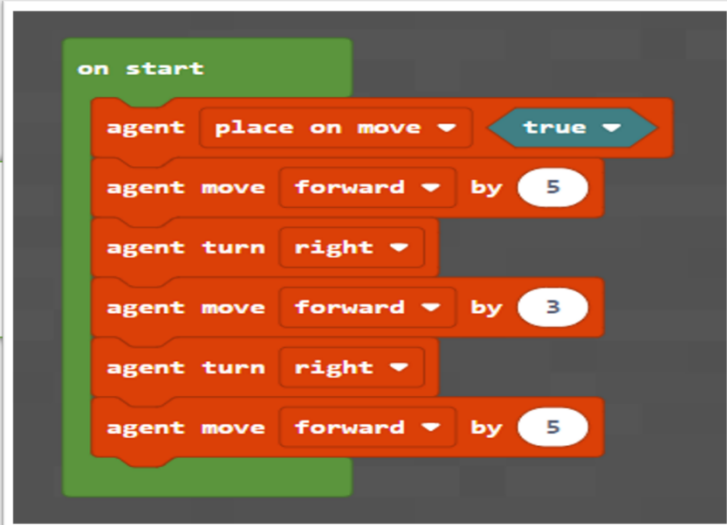 on start
agent place on move true
agent move forward by 5
agent turn right
agent move forward by 3
agent turn right
agent move forward by 5